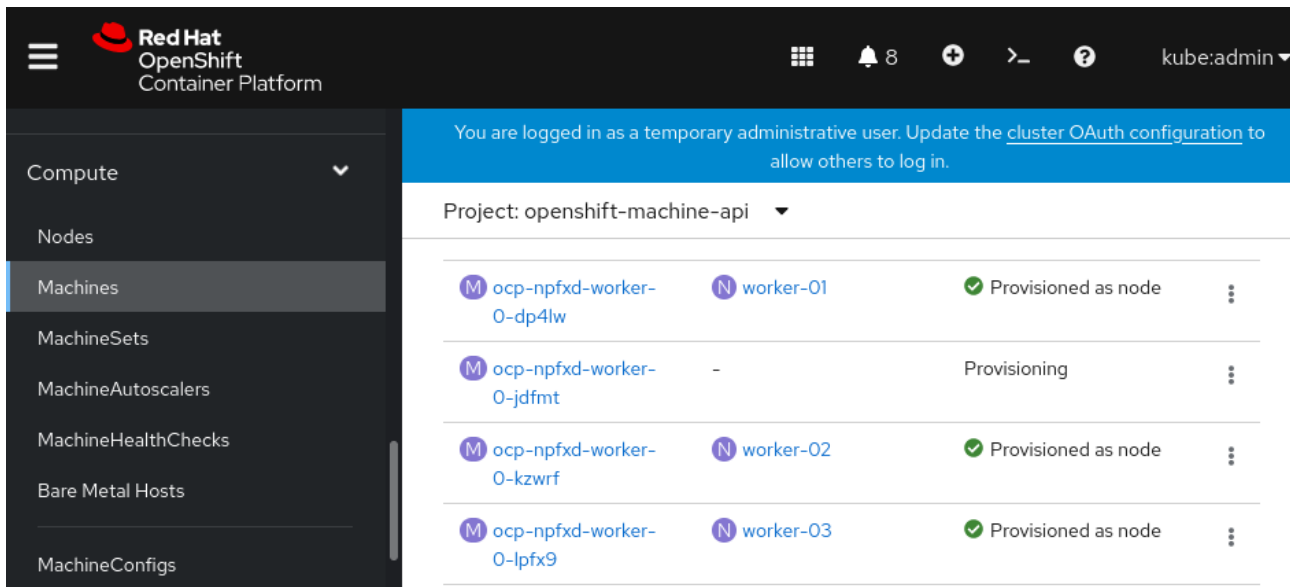 Red Hat
OpenShift
Container Platform
8
kube:admin
You are logged in as a temporary administrative user. Update the cluster OAuth configuration to
allow others to log in.
Compute
Nodes
Machines
MachineSets
MachineAutoscalers
MachineHealthChecks
Bare Metal Hosts
MachineConfigs
Project: openshift-machine-api
M ocp-npfxd-worker-
0-dp4lw
N worker-01
Provisioned as node
M ocp-npfxd-worker-
0-jdfmt
-
Provisioning
M ocp-npfxd-worker-
0-kzwrf
N worker-02
Provisioned as node
M ocp-npfxd-worker-
0-lpfx9
N worker-03
Provisioned as node